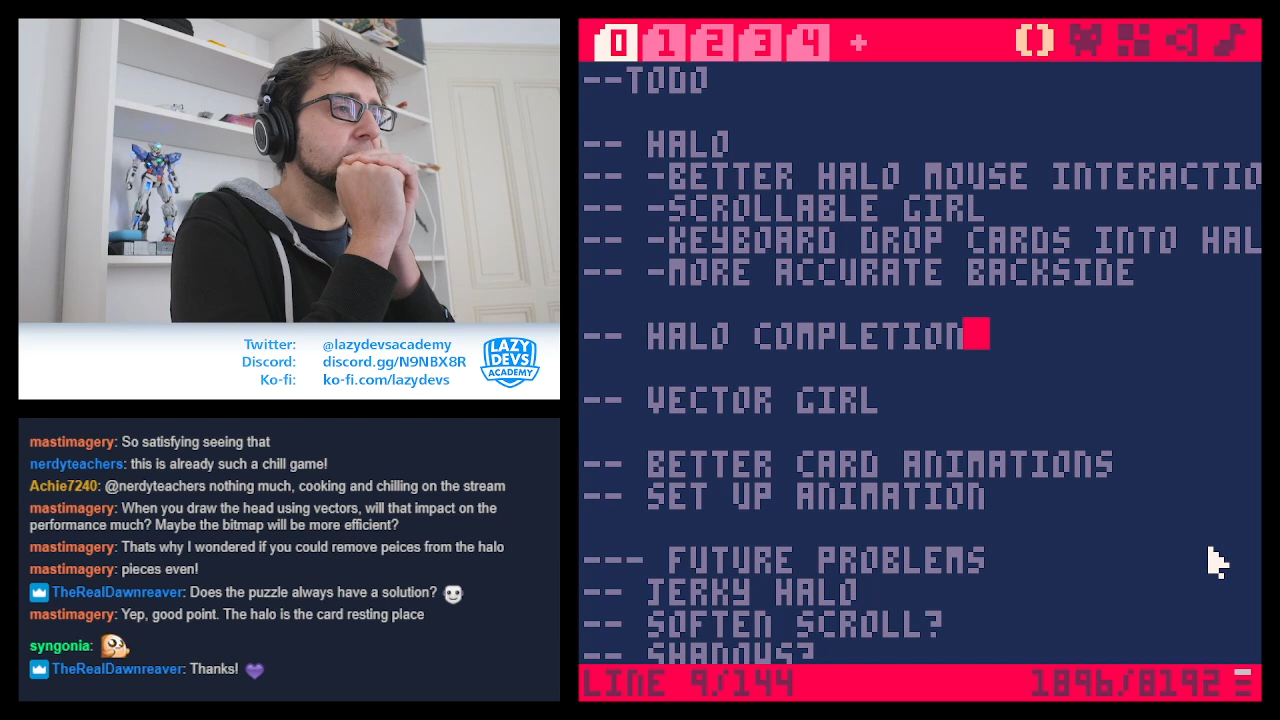 Twitter: @lazydevsacademy
Discord: discord.gg/N9NBX8R
Ko-fi: ko-fi.com/lazydevs
LAZY
DEVS
ACADEMY
mastimagery: So satisfying seeing that
nerdyteachers: this is already such a chill game!
Achie7240: @nerdyteachers nothing much, cooking and chilling on the stream
mastimagery: When you draw the head using vectors, will that impact on the
performance much? Maybe the bitmap will be more efficient?
mastimagery: Thats why I wondered if you could remove peices from the halo
mastimagery: pieces even!
TheRealDawnreaver: Does the puzzle always have a solution?
mastimagery: Yep, good point. The halo is the card resting place
syngonia:
TheRealDawnreaver: Thanks!
0 1 2 3 4 +
--TODO
-- HALO
-- -BETTER HALO MOUSE INTERACTIO
-- -SCROLLABLE GIRL
-- -KEYBOARD DROP CARDS INTO HAL
-- -MORE ACCURATE BACKSIDE
-- HALO COMPLETION
-- VECTOR GIRL
-- BETTER CARD ANIMATIONS
-- SET UP ANIMATION
--- FUTURE PROBLEMS
-- JERKY HALO
-- SOFTEN SCROLL?
-- SHADOWS?
LINE 9/144
1896/8192